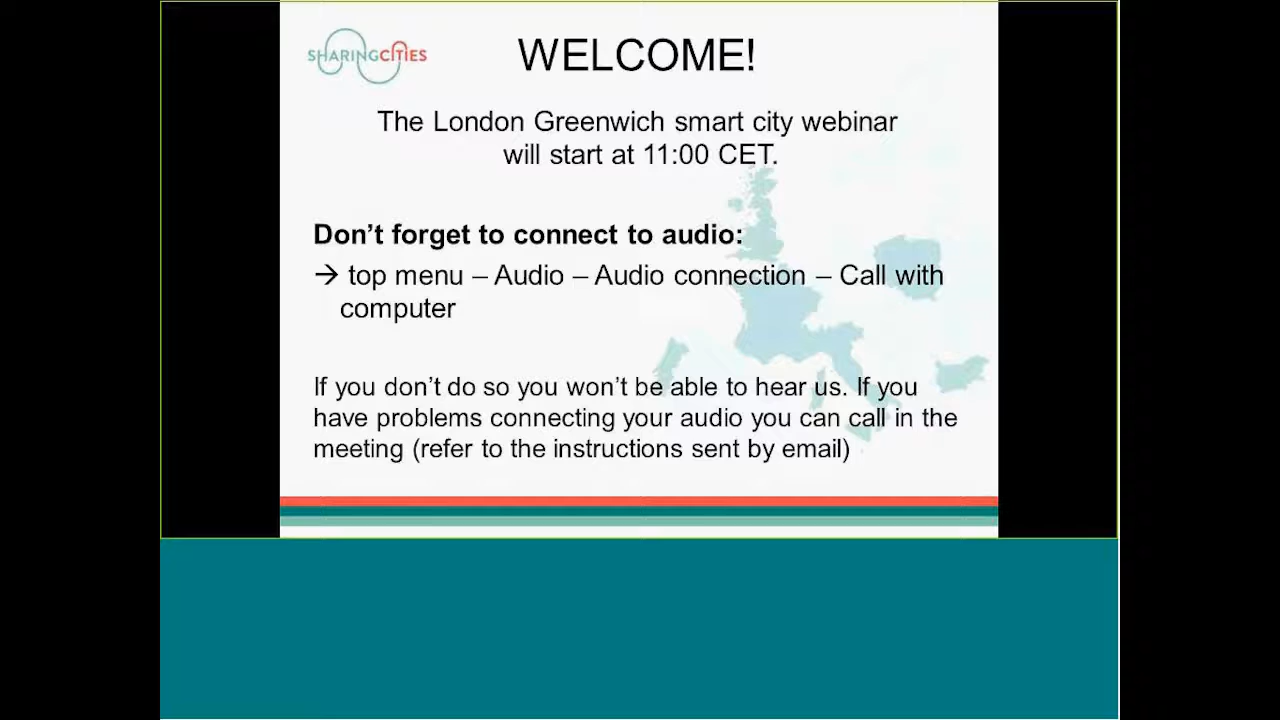 SHARINGCITIES
WELCOME!
The London Greenwich smart city webinar
will start at 11:00 CET.
Don’t forget to connect to audio:
→ top menu – Audio – Audio connection – Call with
computer
If you don’t do so you won’t be able to hear us. If you
have problems connecting your audio you can call in the
meeting (refer to the instructions sent by email)